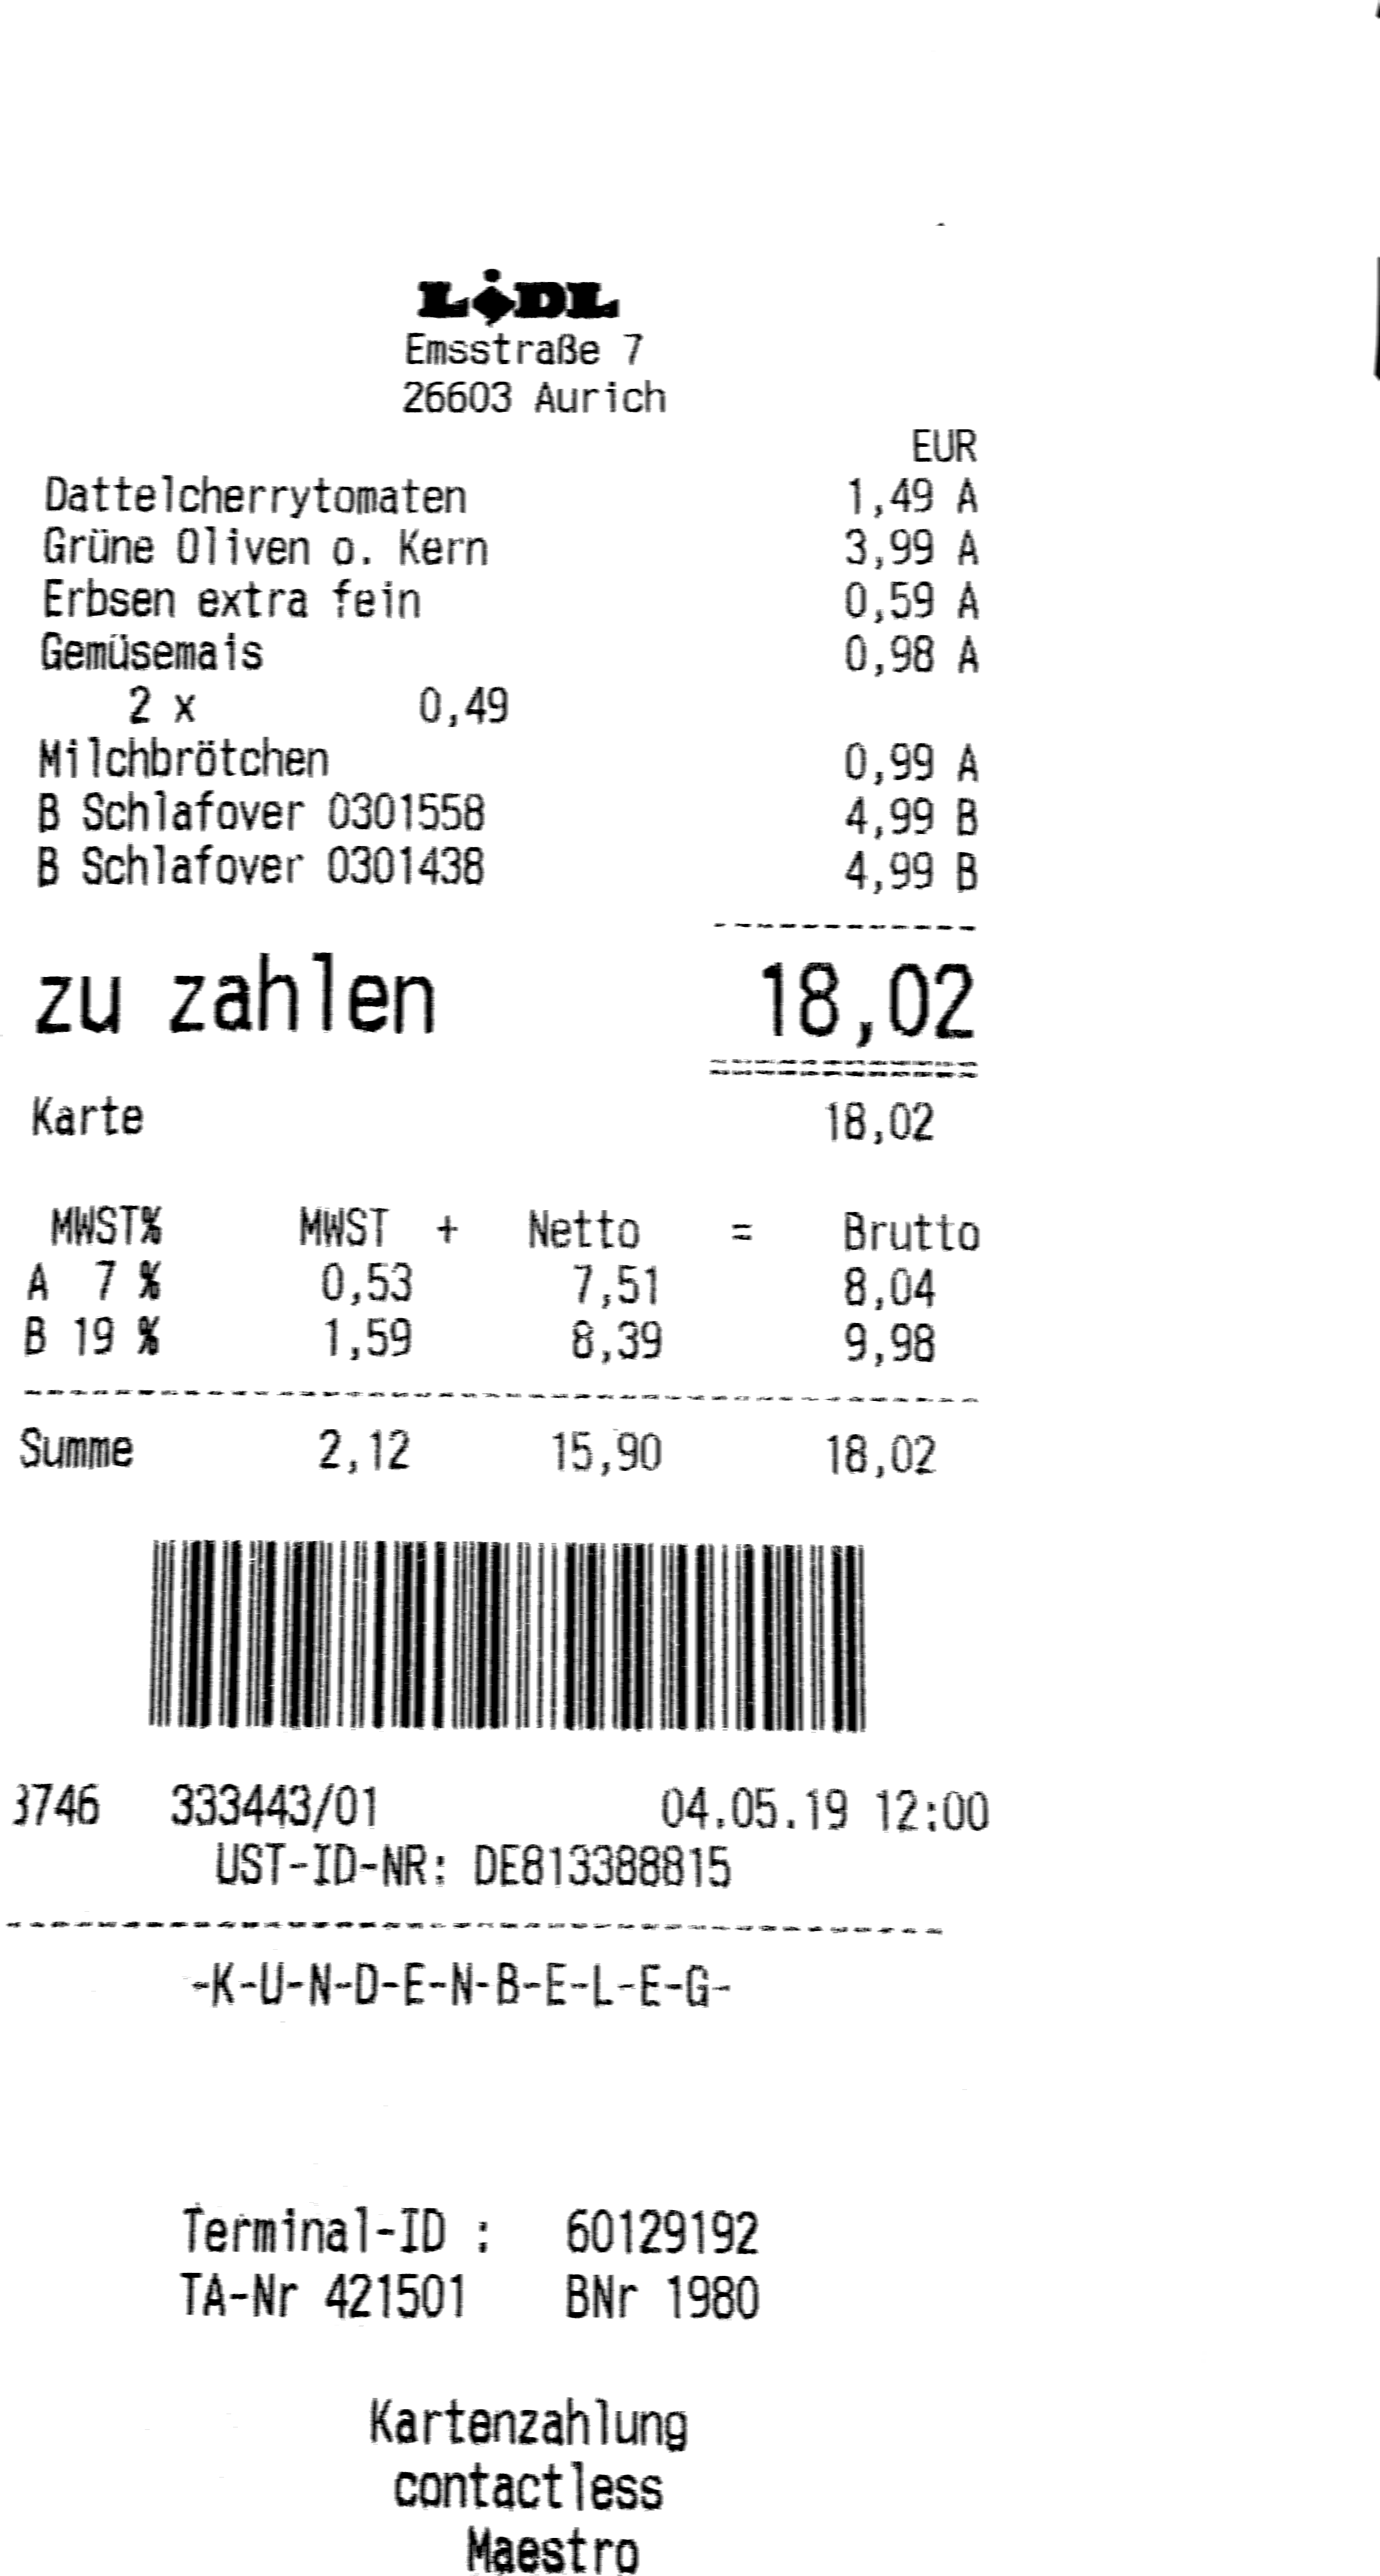 LIDL
Emsstraße 7
26603 Aurich
EUR
Dattelcherrytomaten 1,49 A
Grüne Oliven o. Kern 3,99 A
Erbsen extra fein 0,59 A
Gemüsemais 0,98 A
2 x 0,49
Milchbrötchen 0,99 A
B Schlafover 0301558 4,99 B
B Schlafover 0301438 4,99 B
zu zahlen 18,02
Karte 18,02
MWST% MWST + Netto = Brutto
A 7 % 0,53 7,51 8,04
B 19 % 1,59 8,39 9,98
Summe 2,12 15,90 18,02
3746 333443/01 04.05.19 12:00
UST-ID-NR: DE813388815
-K-U-N-D-E-N-B-E-L-E-G-
Terminal-ID : 60129192
TA-Nr 421501 BNr 1980
Kartenzahlung
contactless
Maestro